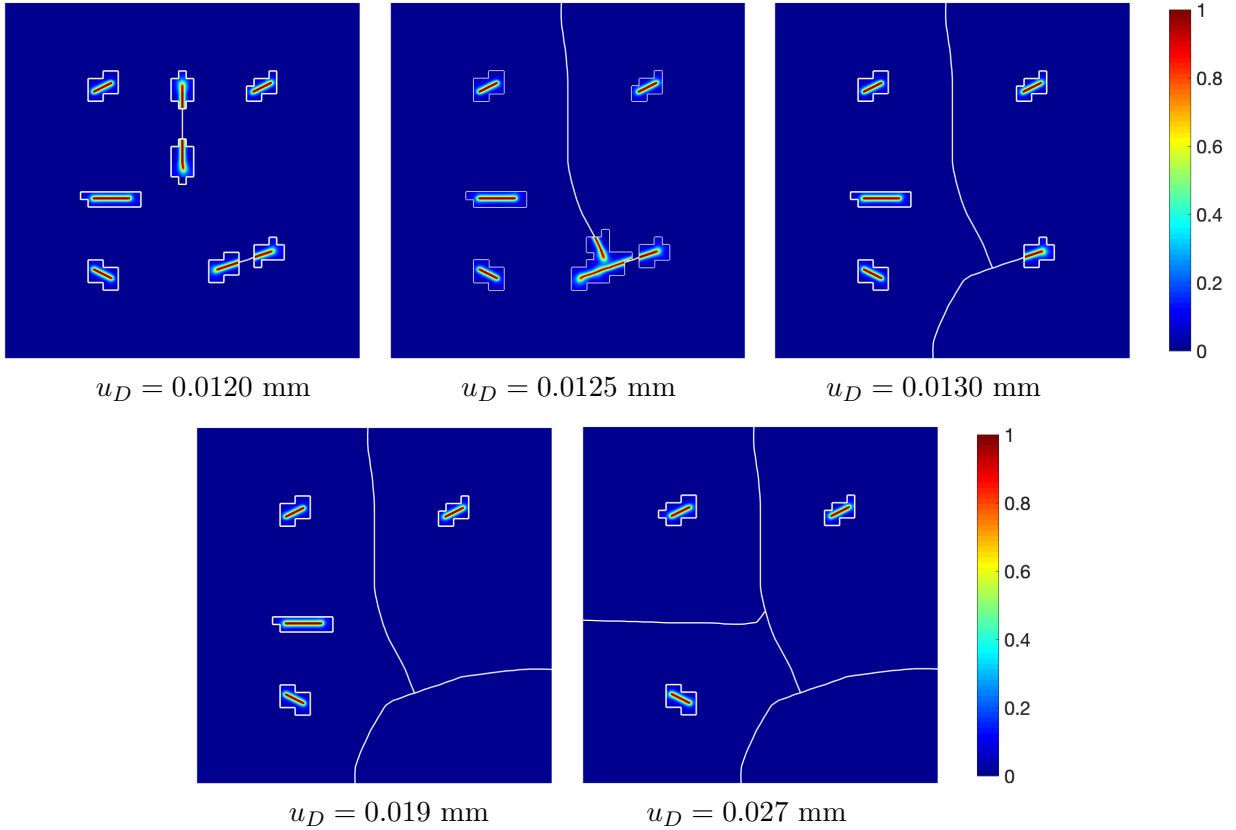 1
0.8
0.6
0.4
0.2
0
$u_D = 0.0120$ mm
$u_D = 0.0125$ mm
$u_D = 0.0130$ mm
1
0.8
0.6
0.4
0.2
0
$u_D = 0.019$ mm
$u_D = 0.027$ mm